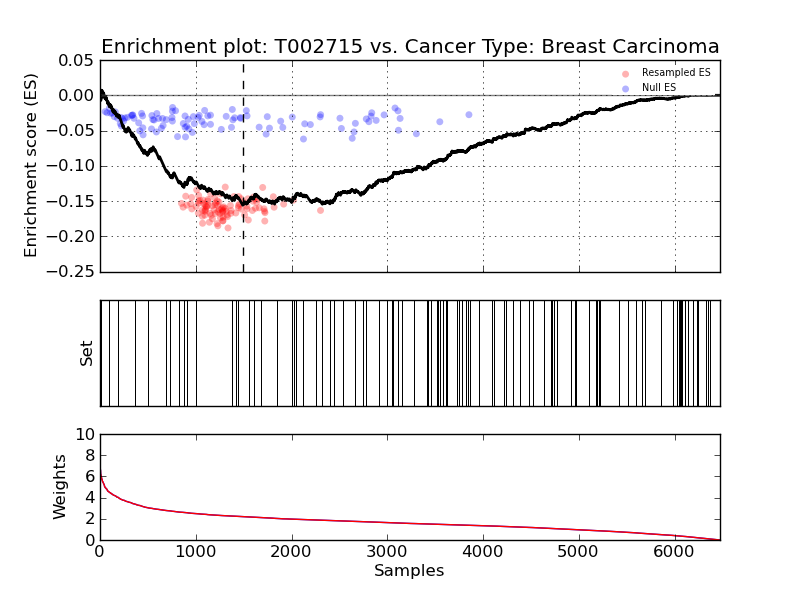 Enrichment plot: T002715 vs. Cancer Type: Breast Carcinoma
Enrichment score (ES)
0.05
0.00
−0.05
−0.10
−0.15
−0.20
−0.25
Resampled ES
Null ES
Set
Weights
10
8
6
4
2
0
0 1000 2000 3000 4000 5000 6000
Samples